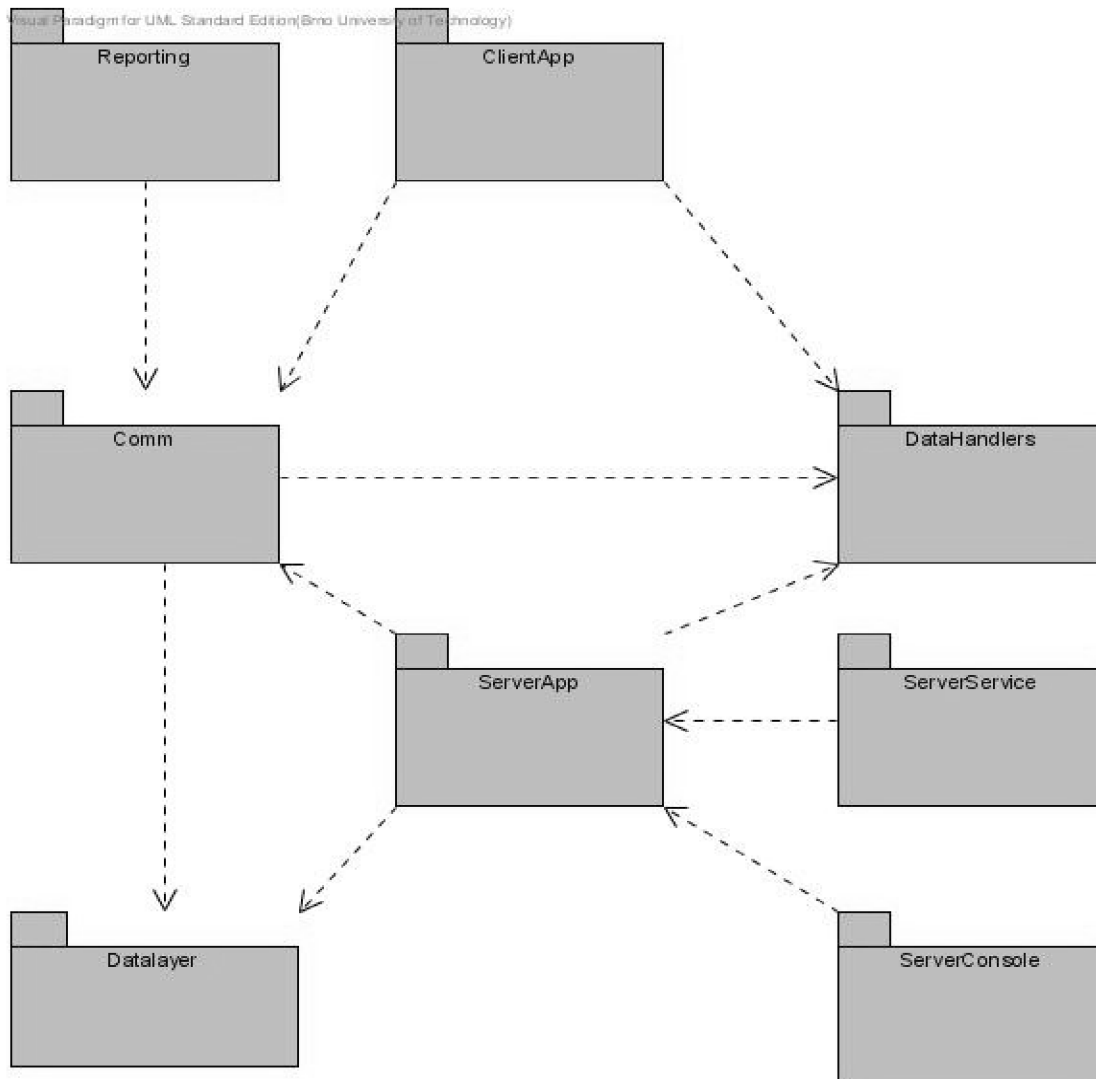 Visual Paradigm for UML Standard Edition(Brno University of Technology)
Reporting
ClientApp
Comm
DataHandlers
ServerApp
ServerService
Datalayer
ServerConsole